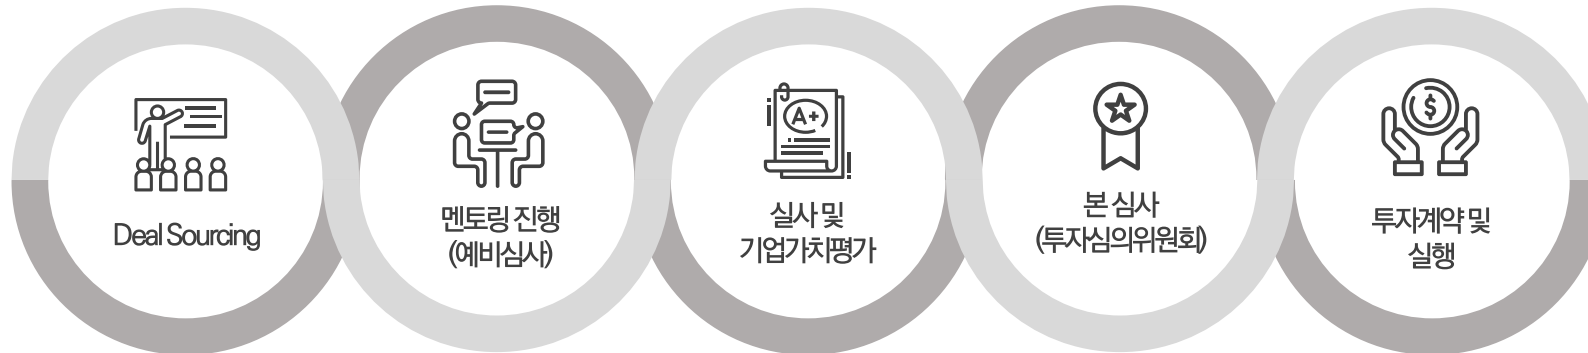 Deal Sourcing
멘토링 진행
(예비심사)
A+
실사 및
기업가치평가
본 심사
(투자심의위원회)
$
투자계약 및
실행